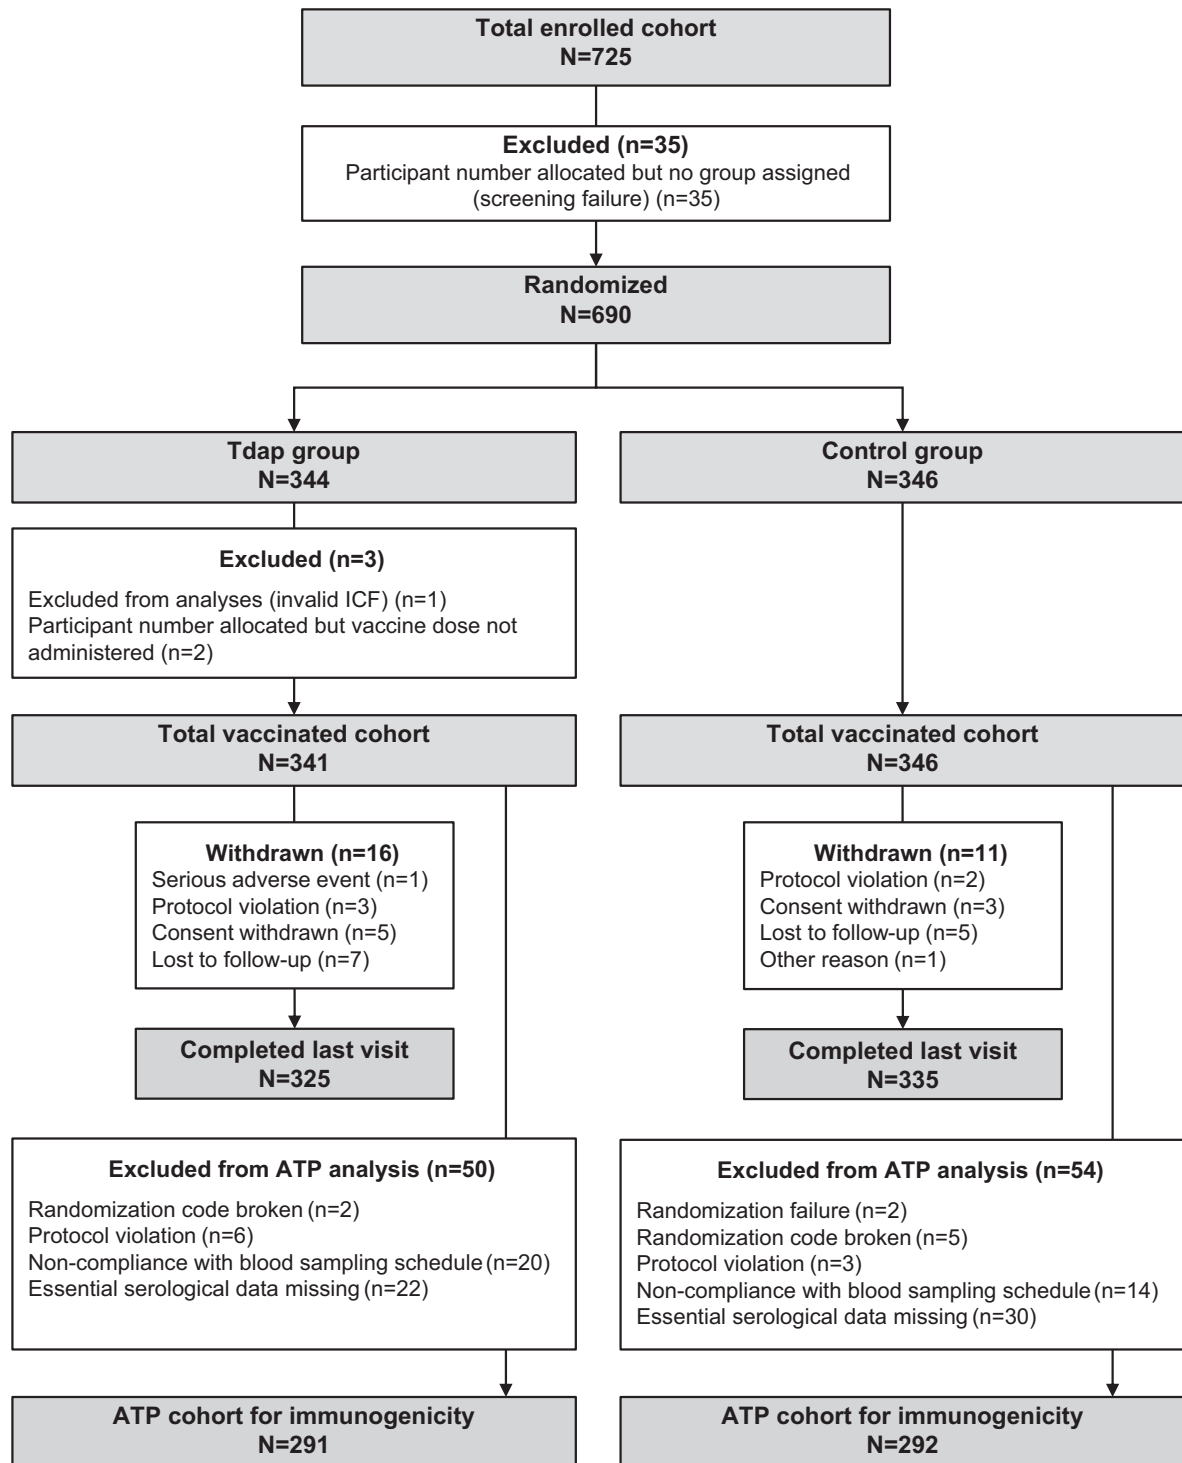 Total enrolled cohort
N=725
Excluded (n=35)
Participant number allocated but no group assigned
(screening failure) (n=35)
Randomized
N=690
Tdap group
N=344
Control group
N=346
Excluded (n=3)
Excluded from analyses (invalid ICF) (n=1)
Participant number allocated but vaccine dose not
administered (n=2)
Total vaccinated cohort
N=341
Total vaccinated cohort
N=346
Withdrawn (n=16)
Serious adverse event (n=1)
Protocol violation (n=3)
Consent withdrawn (n=5)
Lost to follow-up (n=7)
Withdrawn (n=11)
Protocol violation (n=2)
Consent withdrawn (n=3)
Lost to follow-up (n=5)
Other reason (n=1)
Completed last visit
N=325
Completed last visit
N=335
Excluded from ATP analysis (n=50)
Randomization code broken (n=2)
Protocol violation (n=6)
Non-compliance with blood sampling schedule (n=20)
Essential serological data missing (n=22)
Excluded from ATP analysis (n=54)
Randomization failure (n=2)
Randomization code broken (n=5)
Protocol violation (n=3)
Non-compliance with blood sampling schedule (n=14)
Essential serological data missing (n=30)
ATP cohort for immunogenicity
N=291
ATP cohort for immunogenicity
N=292